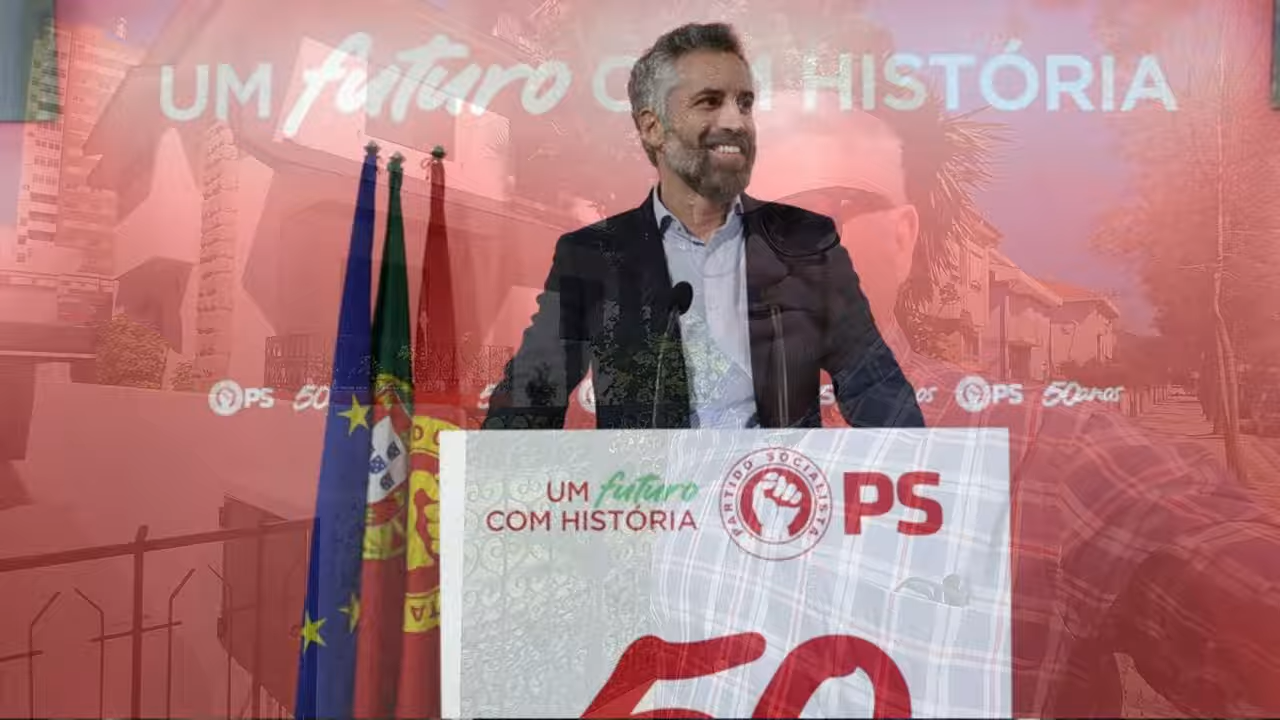 UM futuro COM HISTÓRIA
PS 50
PS 50anos
UM futuro
COM HISTÓRIA
PARTIDO SOCIALISTA
PS
50